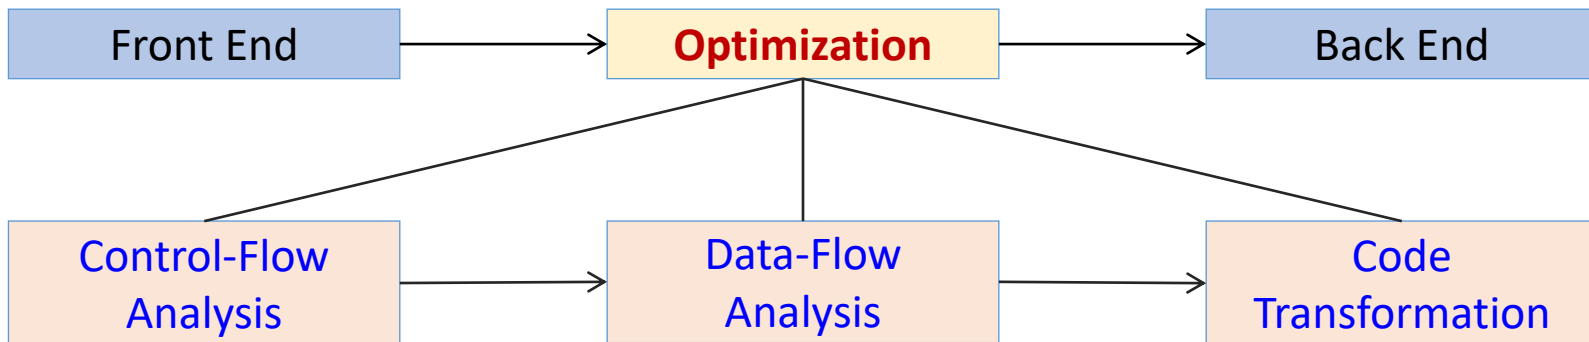 Front End
Optimization
Back End
Control-Flow
Analysis
Data-Flow
Analysis
Code
Transformation